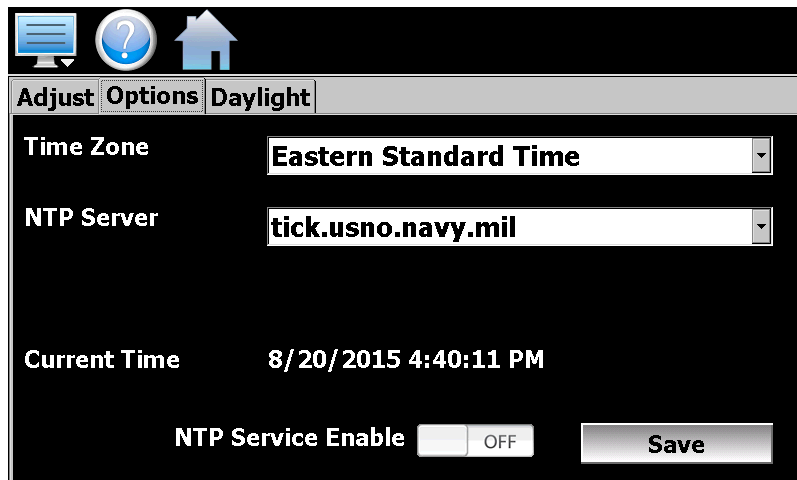 ?
Adjust Options Daylight
Time Zone Eastern Standard Time
NTP Server tick.usno.navy.mil
Current Time 8/20/2015 4:40:11 PM
NTP Service Enable OFF Save